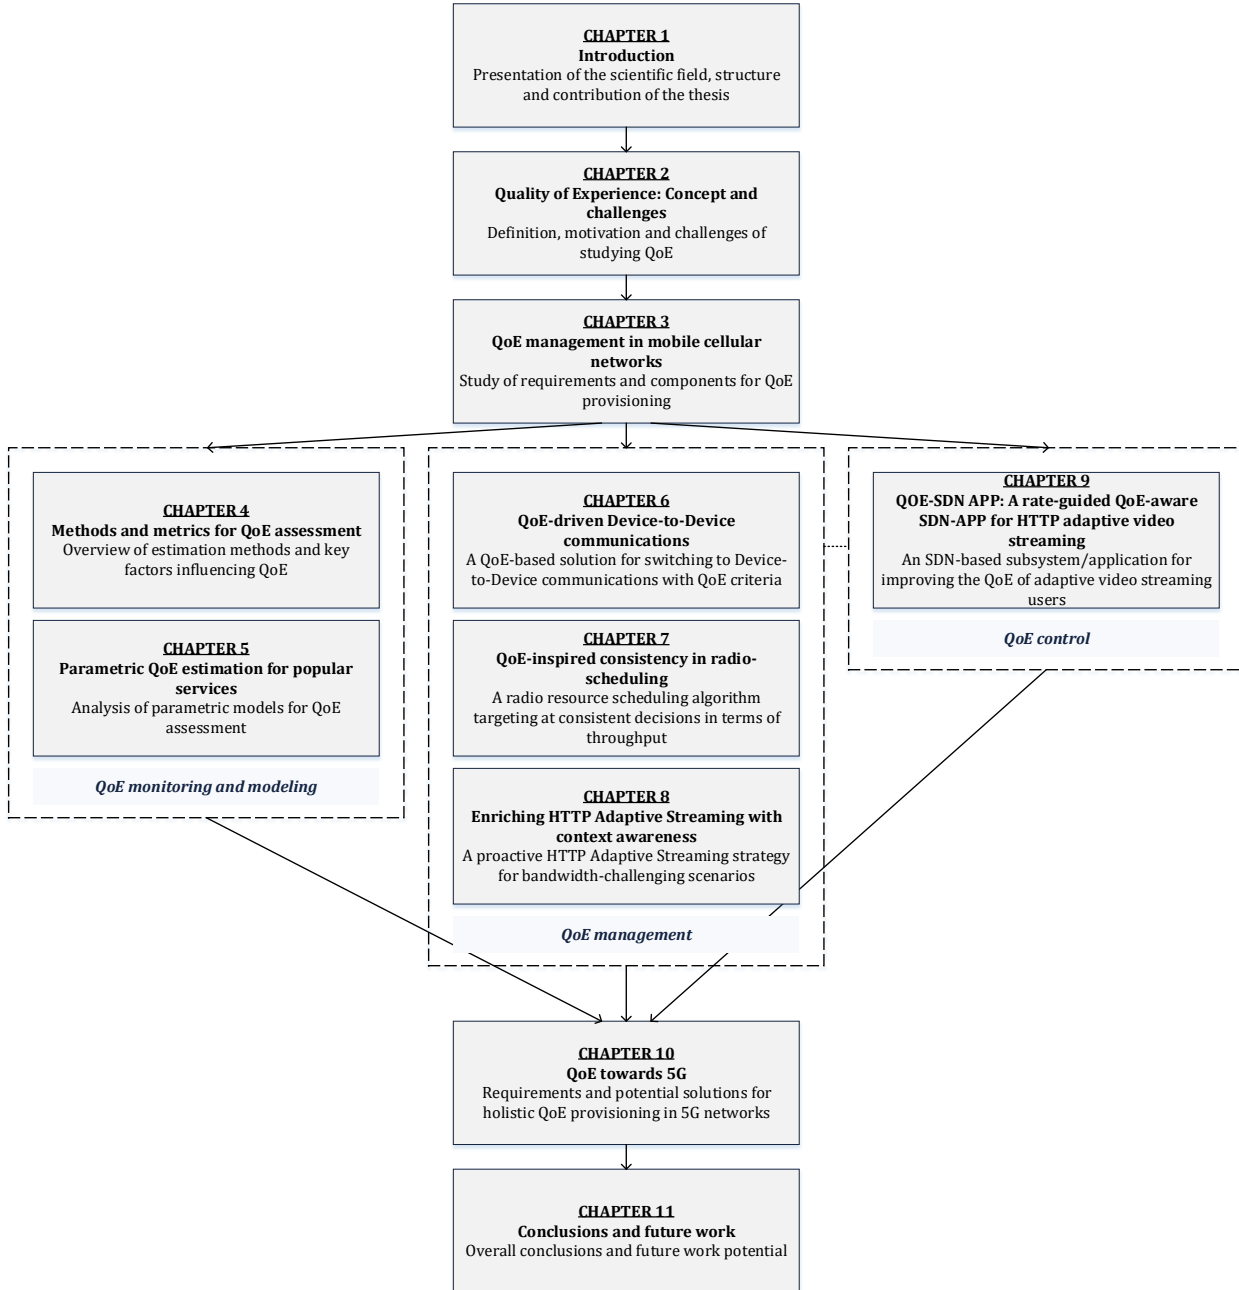 CHAPTER 1
Introduction
Presentation of the scientific field, structure
and contribution of the thesis
CHAPTER 2
Quality of Experience: Concept and
challenges
Definition, motivation and challenges of
studying QoE
CHAPTER 3
QoE management in mobile cellular
networks
Study of requirements and components for QoE
provisioning
CHAPTER 4
Methods and metrics for QoE assessment
Overview of estimation methods and key
factors influencing QoE
CHAPTER 5
Parametric QoE estimation for popular
services
Analysis of parametric models for QoE
assessment
QoE monitoring and modeling
CHAPTER 6
QoE-driven Device-to-Device
communications
A QoE-based solution for switching to Device-
to-Device communications with QoE criteria
CHAPTER 7
QoE-inspired consistency in radio-
scheduling
A radio resource scheduling algorithm
targeting at consistent decisions in terms of
throughput
CHAPTER 8
Enriching HTTP Adaptive Streaming with
context awareness
A proactive HTTP Adaptive Streaming strategy
for bandwidth-challenging scenarios
QoE management
CHAPTER 9
QOE-SDN APP: A rate-guided QoE-aware
SDN-APP for HTTP adaptive video
streaming
An SDN-based subsystem/application for
improving the QoE of adaptive video streaming
users
QoE control
CHAPTER 10
QoE towards 5G
Requirements and potential solutions for
holistic QoE provisioning in 5G networks
CHAPTER 11
Conclusions and future work
Overall conclusions and future work potential